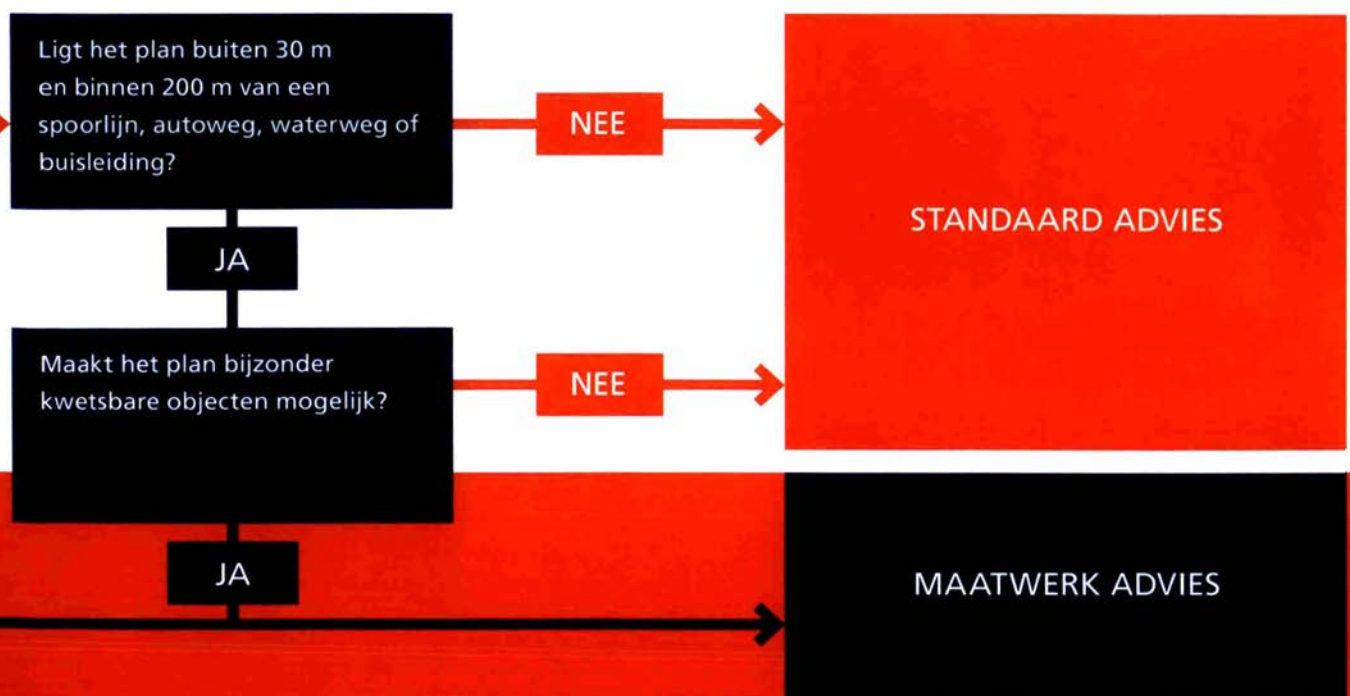 Ligt het plan buiten 30 m
en binnen 200 m van een
spoorlijn, autoweg, waterweg of
buisleiding?
NEE
STANDAARD ADVIES
JA
Maakt het plan bijzonder
kwetsbare objecten mogelijk?
NEE
JA
MAATWERK ADVIES